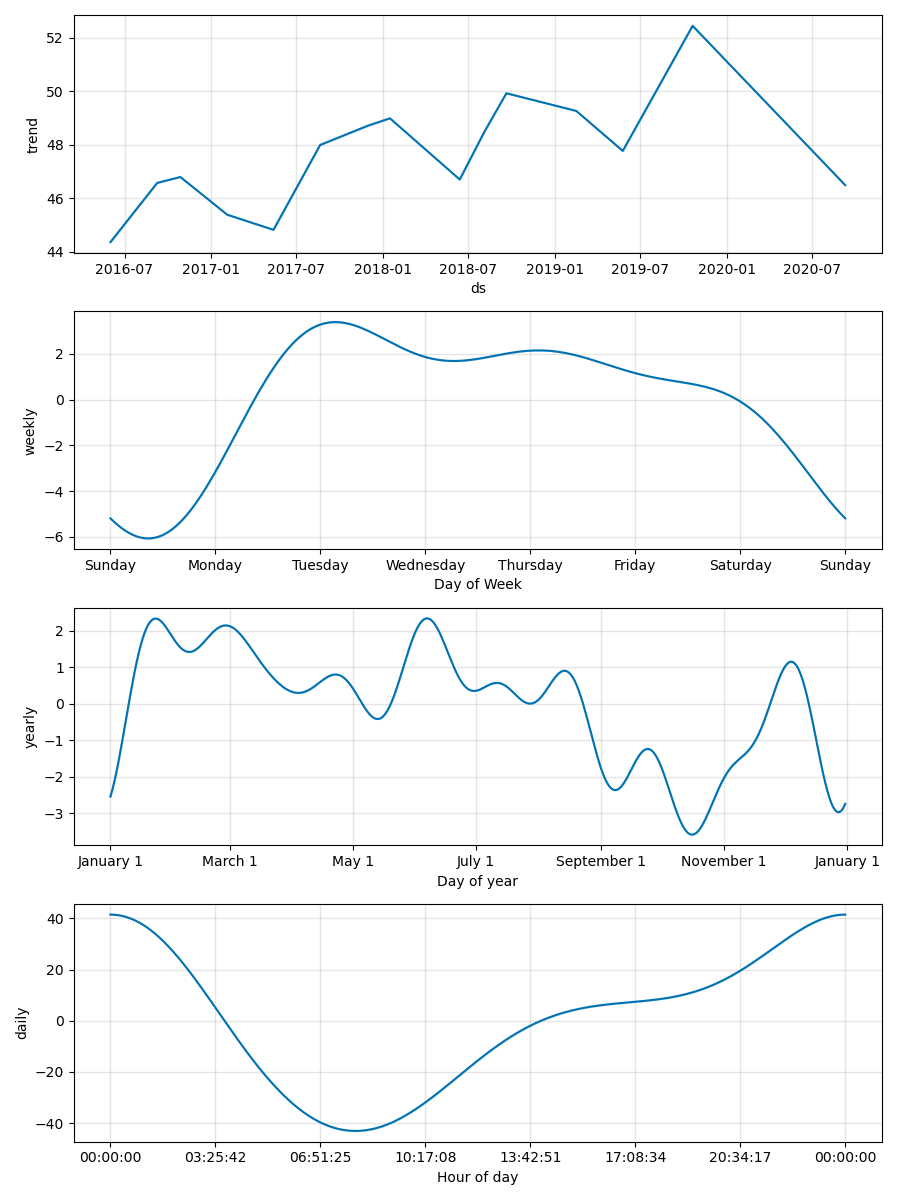 52
50
48
46
44
trend
2016-07 2017-01 2017-07 2018-01 2018-07 2019-01 2019-07 2020-01 2020-07
ds
2
0
−2
−4
−6
weekly
Sunday Monday Tuesday Wednesday Thursday Friday Saturday Sunday
Day of Week
2
1
0
−1
−2
−3
yearly
January 1 March 1 May 1 July 1 September 1 November 1 January 1
Day of year
40
20
0
−20
−40
daily
00:00:00 03:25:42 06:51:25 10:17:08 13:42:51 17:08:34 20:34:17 00:00:00
Hour of day